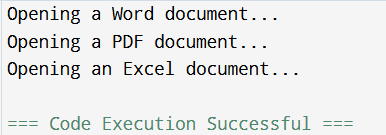 Opening a Word document...
Opening a PDF document...
Opening an Excel document...
=== Code Execution Successful ===